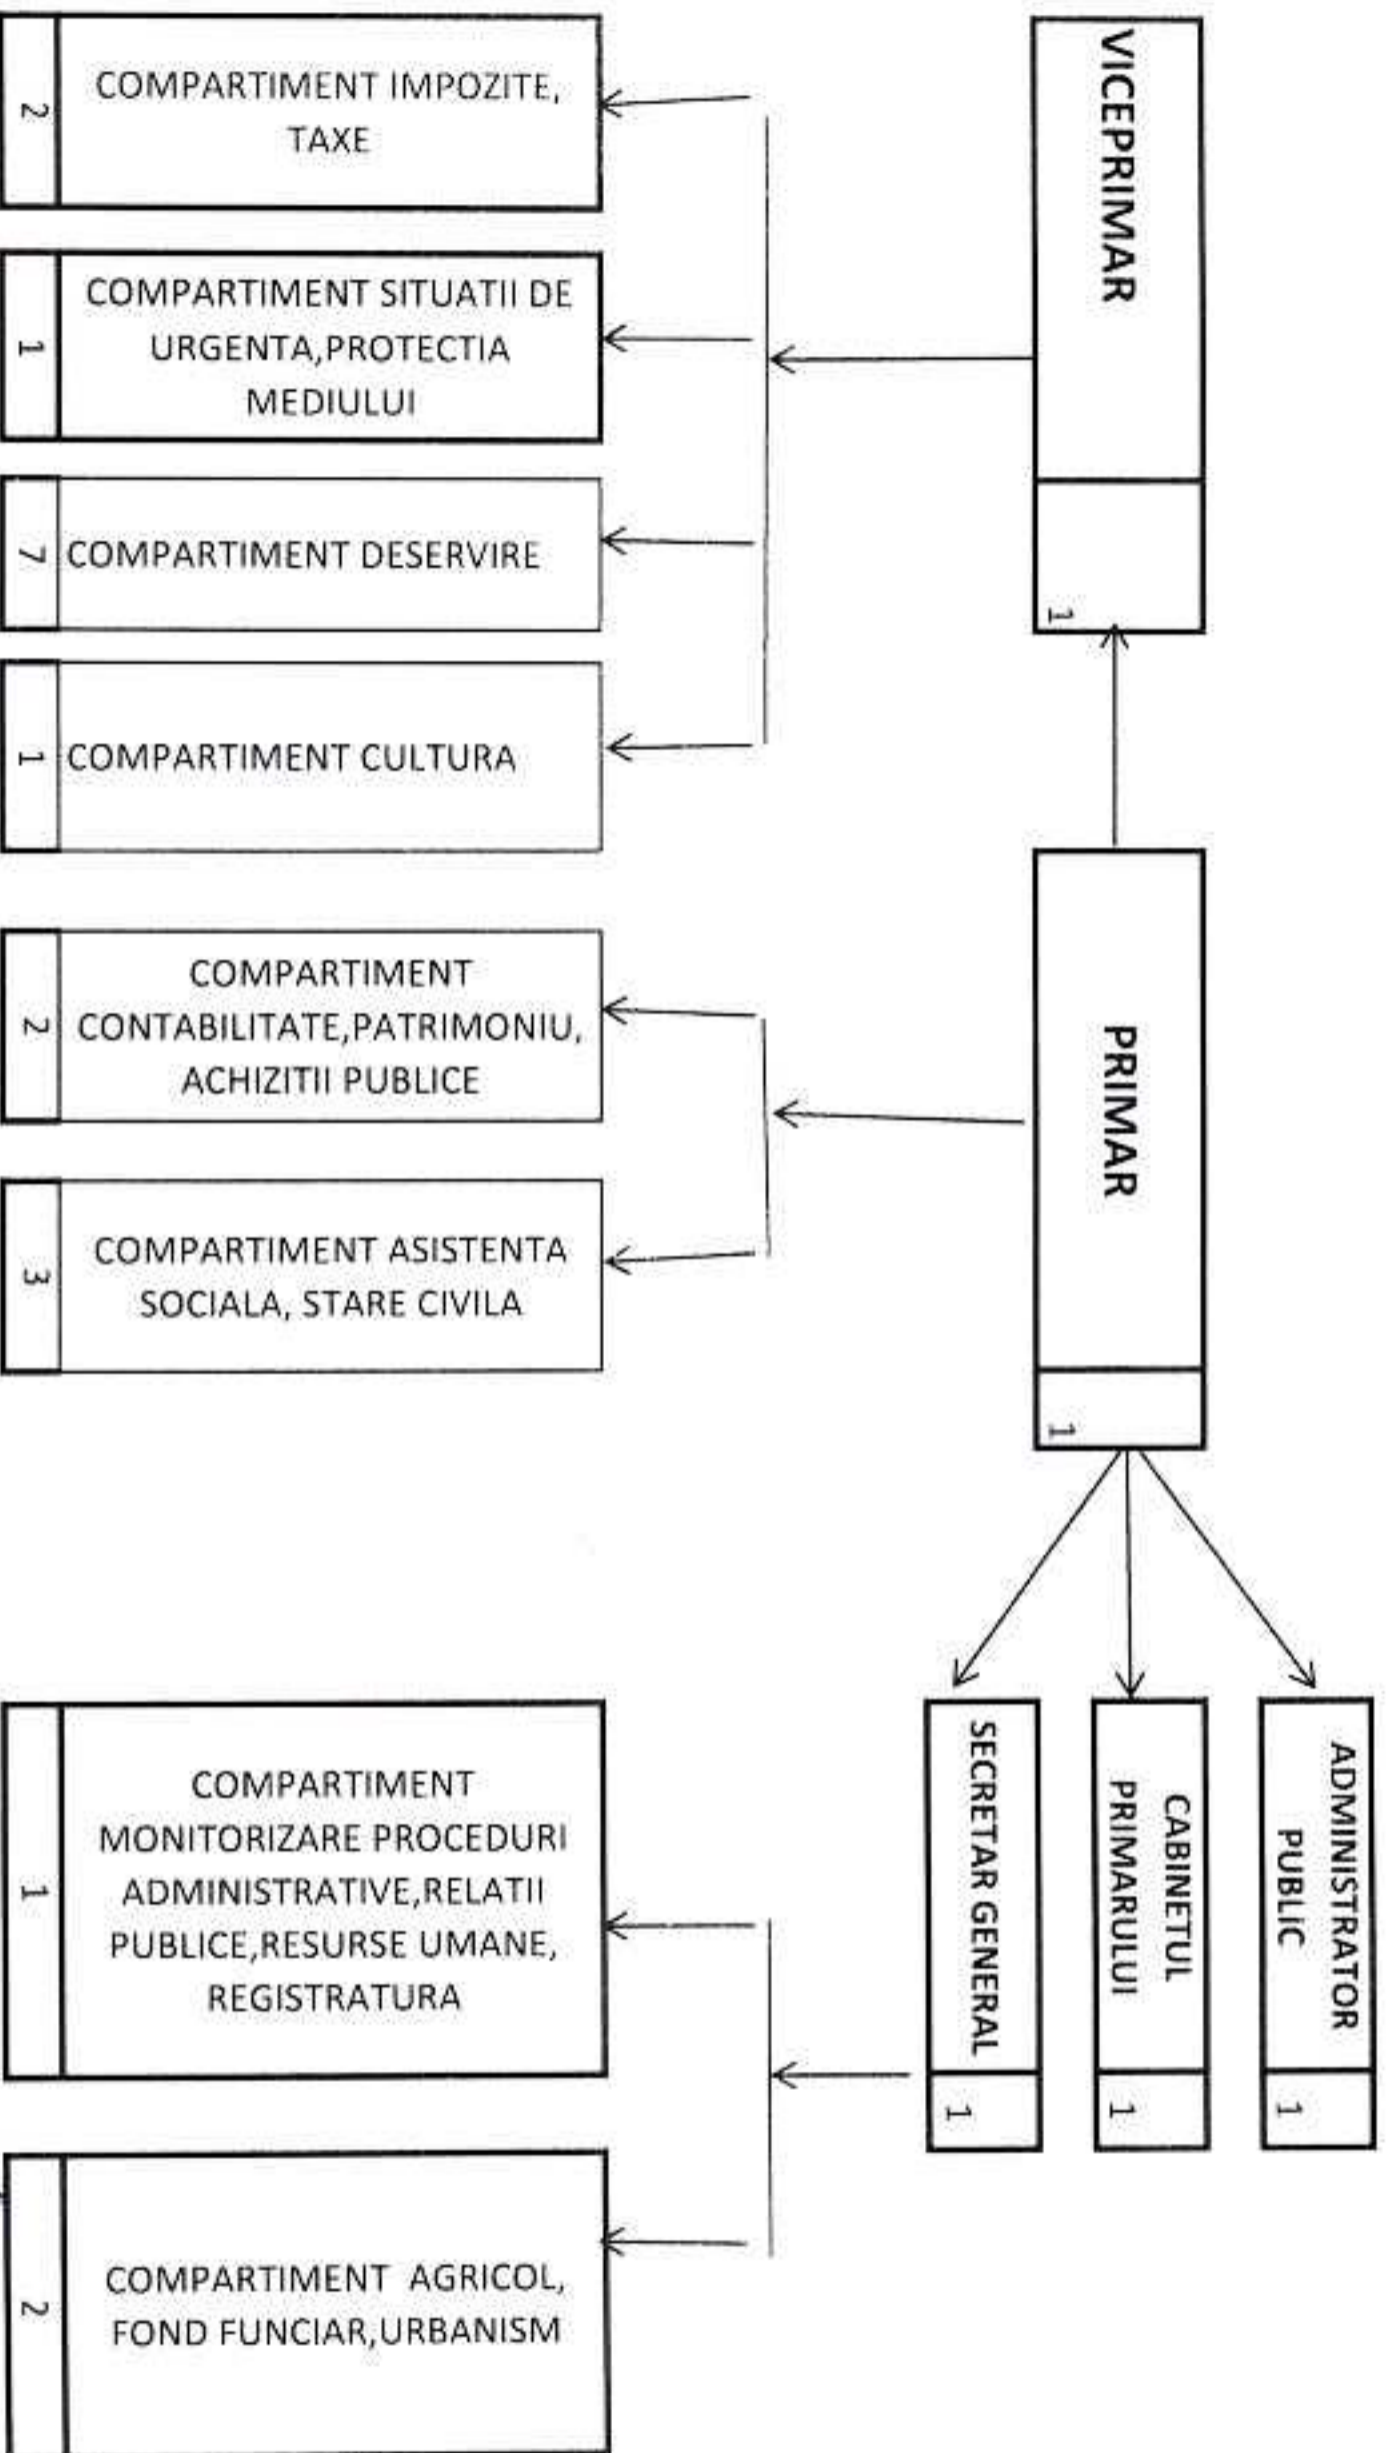 VICEPRIMAR
1
PRIMAR
1
ADMINISTRATOR
PUBLIC
1
CABINETUL
PRIMARULUI
1
SECRETAR GENERAL
1
COMPARTIMENT IMPOZITE,
TAXE
2
COMPARTIMENT SITUATII DE
URGENTA,PROTECTIA
MEDIULUI
1
COMPARTIMENT DESERVIRE
7
COMPARTIMENT CULTURA
1
COMPARTIMENT
CONTABILITATE,PATRIMONIU,
ACHIZITII PUBLICE
2
COMPARTIMENT ASISTENTA
SOCIALA, STARE CIVILA
3
COMPARTIMENT
MONITORIZARE PROCEDURI
ADMINISTRATIVE,RELATII
PUBLICE,RESURSE UMANE,
REGISTRATURA
1
COMPARTIMENT AGRICOL,
FOND FUNCIAR,URBANISM
2